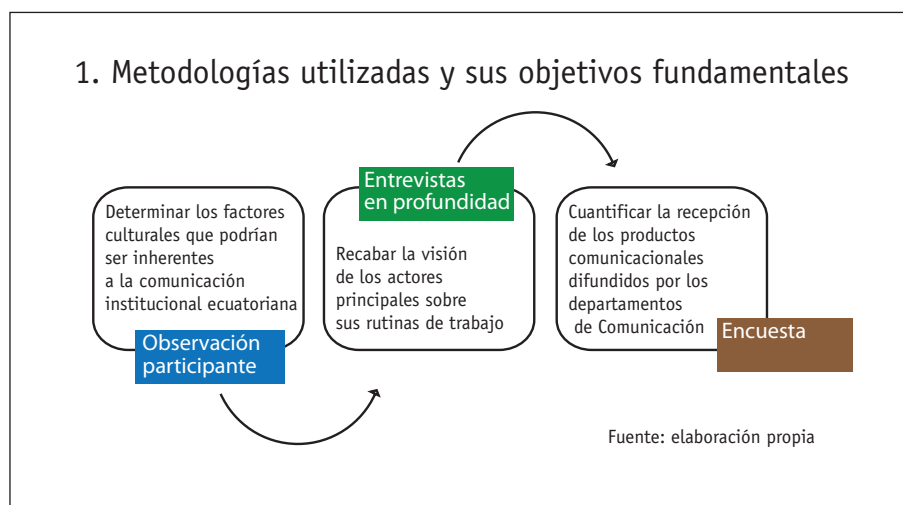 1. Metodologías utilizadas y sus objetivos fundamentales
Determinar los factores
culturales que podrían
ser inherentes
a la comunicación
institucional ecuatoriana
Observación
participante
Entrevistas
en profundidad
Recabar la visión
de los actores
principales sobre
sus rutinas de trabajo
Cuantificar la recepción
de los productos
comunicacionales
difundidos por los
departamentos
de Comunicación
Encuesta
Fuente: elaboración propia